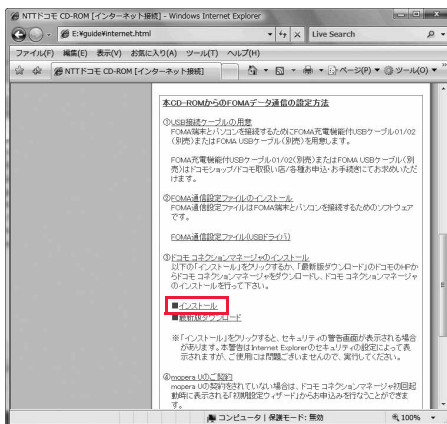 NTTドコモ CD-ROM [インターネット接続] - Windows Internet Explorer
E:¥guide¥internet.html
Live Search
ファイル(F) 編集(E) 表示(V) お気に入り(A) ツール(T) ヘルプ(H)
NTTドコモ CD-ROM [インターネット接続]
ページ(P) ツール(O)
本CD-ROMからのFOMAデータ通信の設定方法
①USB接続ケーブルの用意
FOMA端末とパソコンを接続するためにFOMA充電機能付USBケーブル01/02
(別売)またはFOMA USBケーブル(別売)を用意します。
FOMA充電機能付USBケーブル01/02(別売)またはFOMA USBケーブル(別
売)はドコモショップ/ドコモ取扱い店/各種お申込・お手続きにてお求めいただ
けます。
②FOMA通信設定ファイルのインストール
FOMA通信設定ファイルはFOMA端末とパソコンを接続するためのソフトウェア
です。
FOMA通信設定ファイル(USBドライバ)
③ドコモ コネクションマネージャのインストール
以下の「インストール」をクリックするか、「最新版ダウンロード」のドコモのHPか
らドコモ コネクションマネージャをダウンロードし、ドコモ コネクションマネージャ
のインストールを行って下さい。
■インストール
■最新版ダウンロード
※「インストール」をクリックすると、セキュリティの警告画面が表示される場合
があります。本警告はInternet Explorerのセキュリティの設定によって表
示されますが、ご使用には問題ございませんので、実行してください。
④mopera Uのご契約
mopera Uの契約をされていない場合は、ドコモ コネクションマネージャ初回起
動時に表示される「初期設定ウィザード」からお申込みを行なうことができま
す。
コンピュータ | 保護モード: 無効
100%